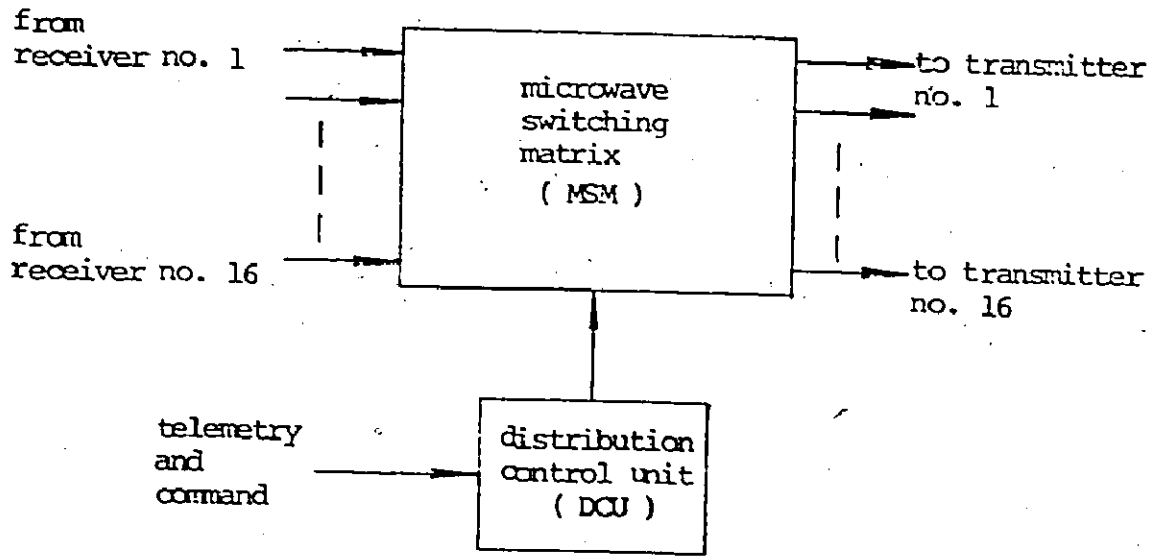 from
receiver no. 1
microwave
switching
matrix
( MSM )
to transmitter
no. 1
from
receiver no. 16
to transmitter
no. 16
telemetry
and
command
distribution
control unit
( DCU )